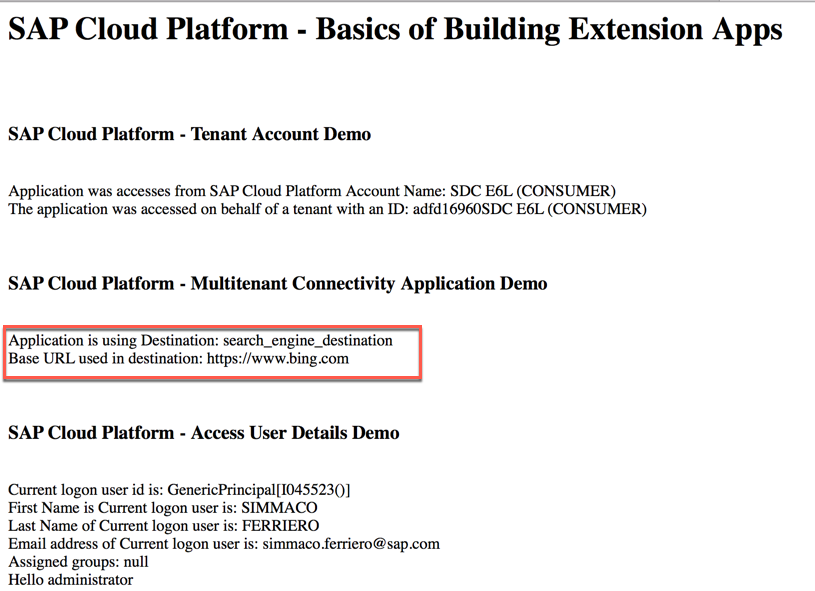 SAP Cloud Platform - Basics of Building Extension Apps
SAP Cloud Platform - Tenant Account Demo
Application was accesses from SAP Cloud Platform Account Name: SDC E6L (CONSUMER)
The application was accessed on behalf of a tenant with an ID: adfd16960SDC E6L (CONSUMER)
SAP Cloud Platform - Multitenant Connectivity Application Demo
Application is using Destination: search_engine_destination
Base URL used in destination: https://www.bing.com
SAP Cloud Platform - Access User Details Demo
Current logon user id is: GenericPrincipal[I045523()]
First Name is Current logon user is: SIMMACO
Last Name of Current logon user is: FERRIERO
Email address of Current logon user is: simmaco.ferriero@sap.com
Assigned groups: null
Hello administrator